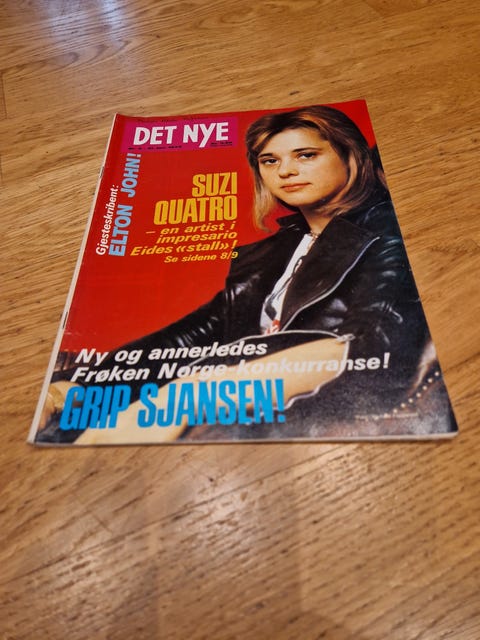 DET NYE
Gjesteskribent:
ELTON JOHN!
SUZI
QUATRO
– en artist i
impresario
Eides «stall»!
Se sidene 8/9
Ny og annerledes
Frøken Norge-konkurranse!
GRIP SJANSEN!